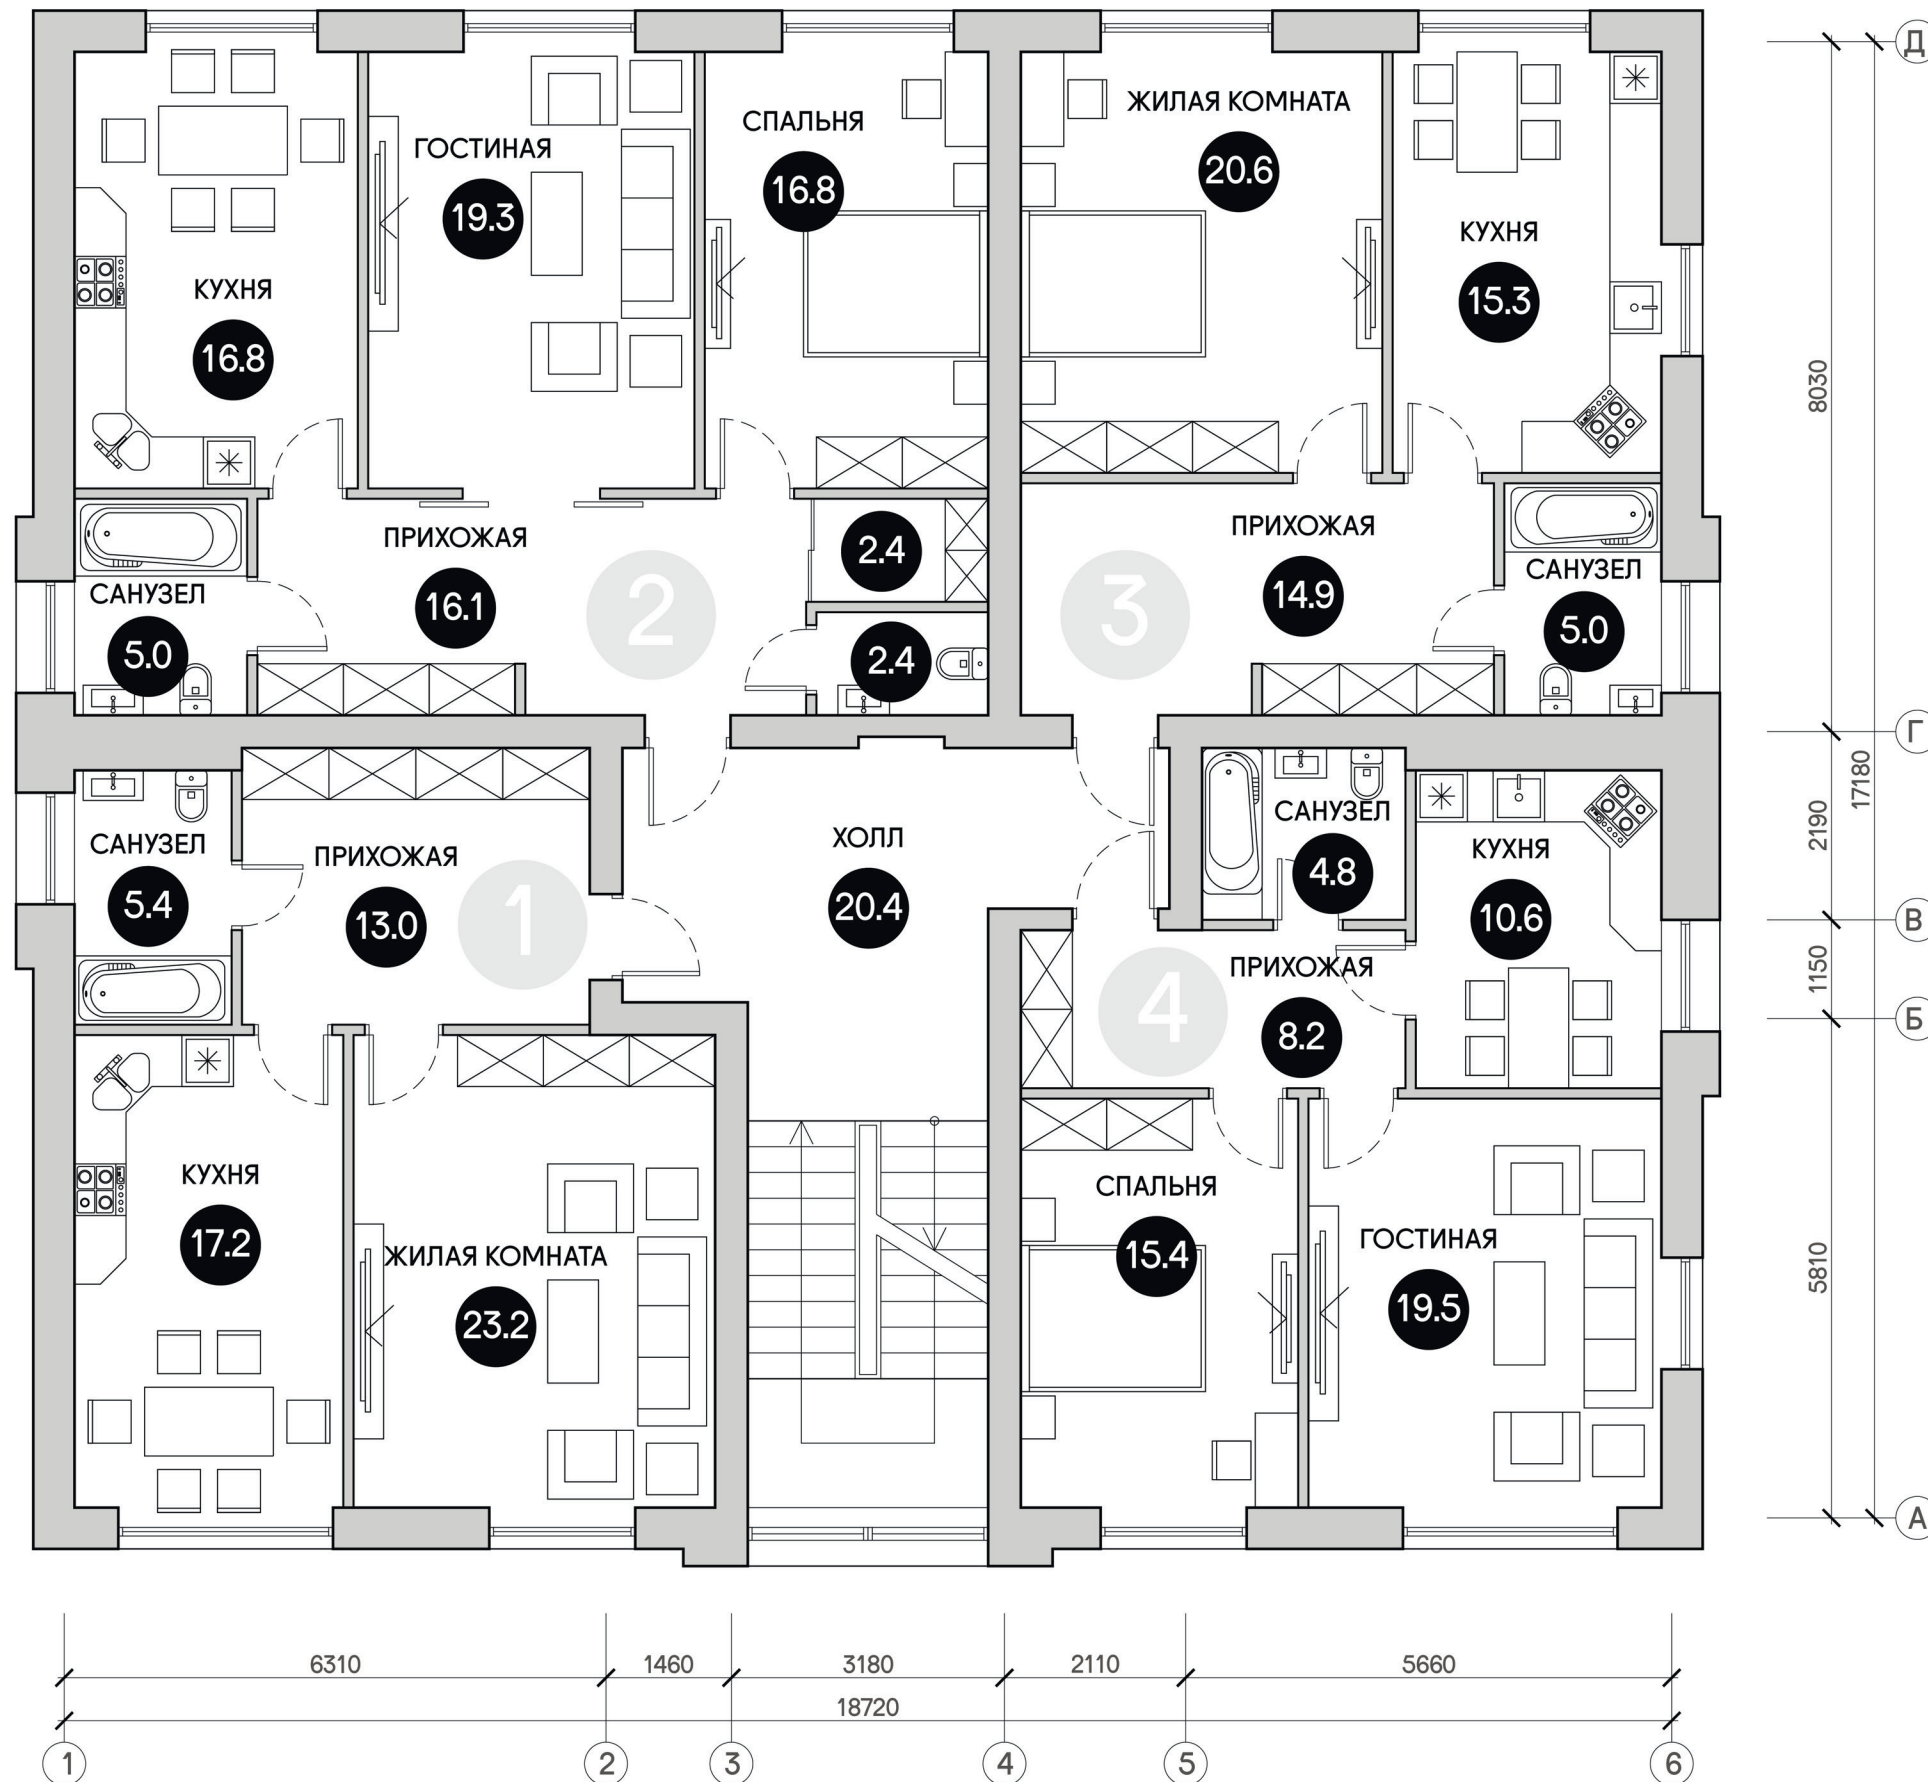 Д
ЖИЛАЯ КОМНАТА
20.6
СПАЛЬНЯ
16.8
ГОСТИНАЯ
19.3
КУХНЯ
15.3
КУХНЯ
16.8
8030
ПРИХОЖАЯ
16.1
2
2.4
ПРИХОЖАЯ
14.9
3
САНУЗЕЛ
5.0
САНУЗЕЛ
5.0
2.4
Г
17180
2190
САНУЗЕЛ
5.4
ПРИХОЖАЯ
13.0
1
ХОЛЛ
20.4
САНУЗЕЛ
4.8
КУХНЯ
10.6
В
1150
ПРИХОЖАЯ
8.2
4
Б
КУХНЯ
17.2
ЖИЛАЯ КОМНАТА
23.2
СПАЛЬНЯ
15.4
ГОСТИНАЯ
19.5
5810
А
6310 1460 3180 2110 5660
18720
1 2 3 4 5 6